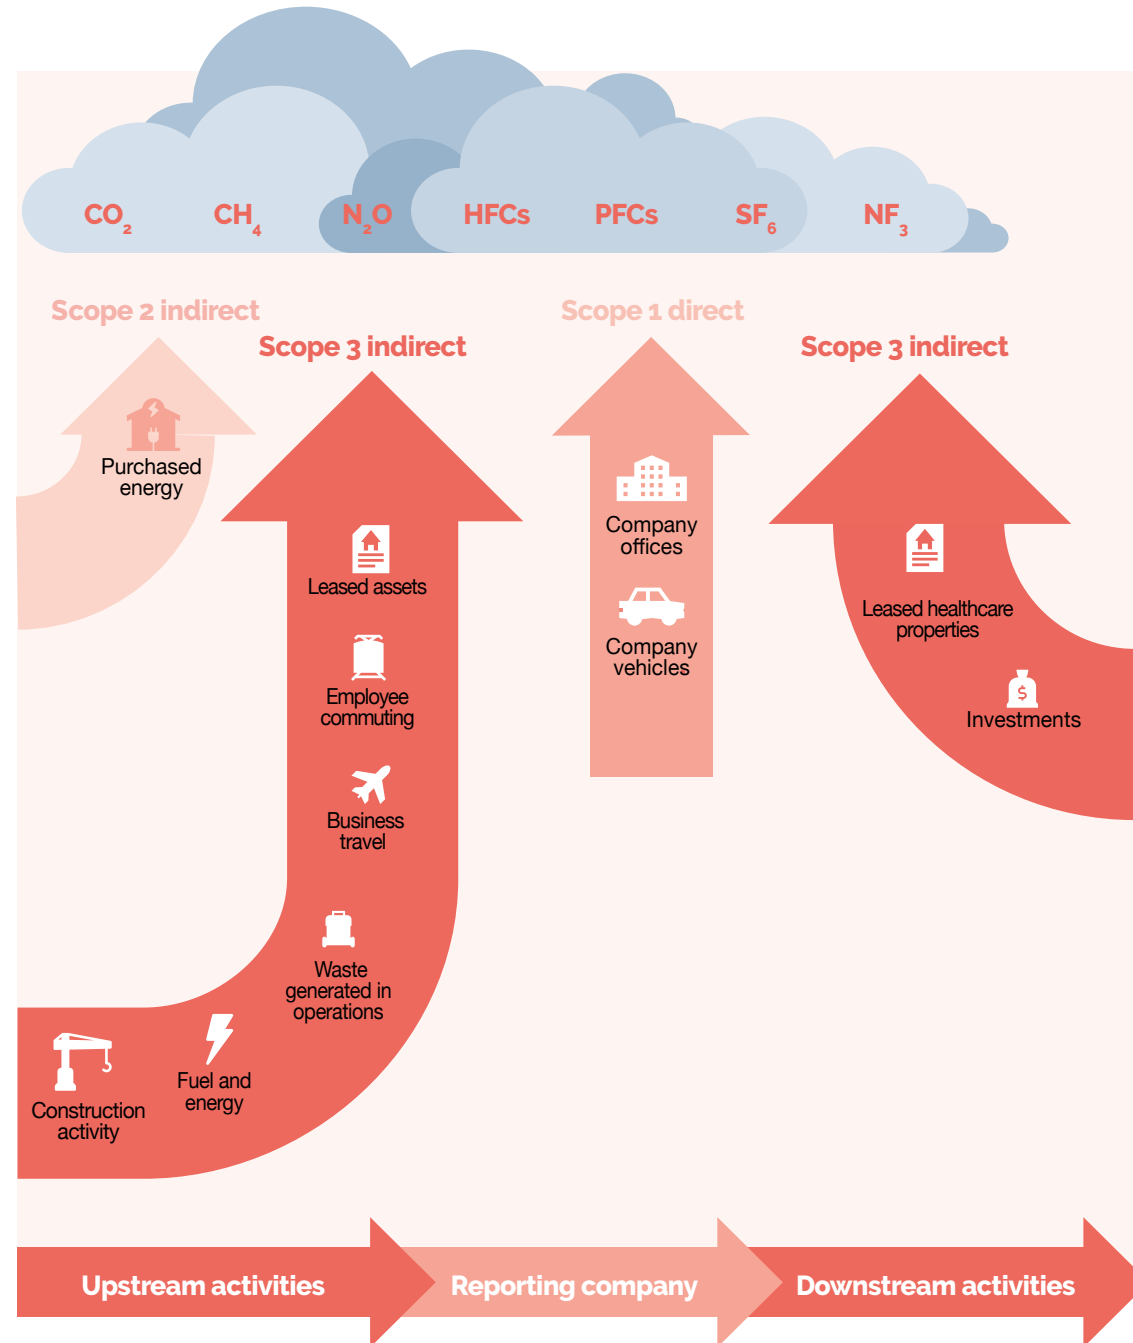 CO₂ CH₄ N₂O HFCs PFCs SF₆ NF₃
Scope 2 indirect
Purchased
energy
Scope 3 indirect
Leased assets
Employee
commuting
Business
travel
Waste
generated in
operations
Fuel and
energy
Construction
activity
Scope 1 direct
Company
offices
Company
vehicles
Scope 3 indirect
Leased healthcare
properties
$
Investments
Upstream activities
Reporting company
Downstream activities